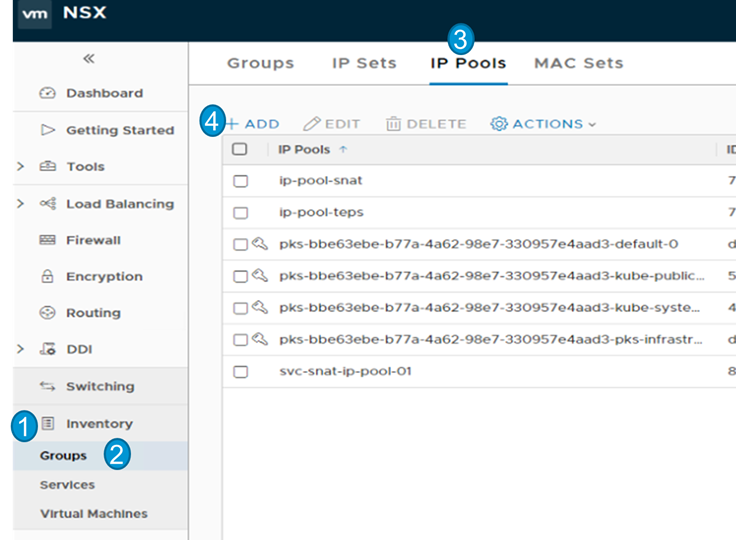 vm NSX
3
Groups IP Sets IP Pools MAC Sets
Dashboard
Getting Started
Tools
Load Balancing
Firewall
Encryption
Routing
DDI
Switching
1 Inventory
Groups 2
Services
Virtual Machines
4 + ADD EDIT DELETE ACTIONS
IP Pools ID
ip-pool-snat 7
ip-pool-teps 7
pks-bbe63ebe-b77a-4a62-98e7-330957e4aad3-default-0 d
pks-bbe63ebe-b77a-4a62-98e7-330957e4aad3-kube-public... 5
pks-bbe63ebe-b77a-4a62-98e7-330957e4aad3-kube-syste... 4
pks-bbe63ebe-b77a-4a62-98e7-330957e4aad3-pks-infrastr... d
svc-snat-ip-pool-01 8